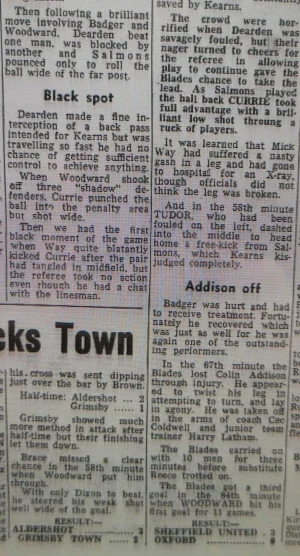 Then following a brilliant
move involving Badger and
Woodward, Dearden beat
one man, was blocked by
another and Salmons
pounced only to roll the
ball wide of the far post.
Black spot
Dearden made a fine in-
terception of a back pass
intended for Kearns but was
travelling so fast he had no
chance of getting sufficient
control to achieve anything.
When Woodward shook
off three "shadow" de-
fenders, Currie punched the
ball into the penalty area
but shot wide.
Then we had the first
black moment of the game
when Way quite blatantly
kicked Currie after the pair
had tangled in midfield, but
the referee took no action
even though he had a chat
with the linesman.
cks Town
his cross was sent dipping
just over the bar by Brown.
Half-time: Aldershot ... 2
Grimsby ...... 1
Grimsby showed much
more method in attack after
half-time but their finishing
let them down.
Brace missed a clear
chance in the 58th minute
when Woodward put him
through.
With only Dixon to beat,
he steered his weak shot
well wide of the goal.
RESULT:—
ALDERSHOT
GRIMSBY TOWN
saved by Kearns.
The crowd were hor-
rified when Dearden was
savagely fouled, but their
anger turned to cheers for
the referee in allowing
play to continue gave the
Blades chance to take the
lead. As Salmons played
the ball back CURRIE took
full advantage with a bril-
liant low shot through a
ruck of players.
It was learned that Mick
Way had suffered a nasty
gash in a leg and had gone
to hospital for an X-ray,
though officials did not
think the leg was broken.
And in the 58th minute
TUDOR, who had been
fouled on the left, dashed
into the middle to head
home a free-kick from Sal-
mons, which Kearns mis-
judged completely.
Addison off
Badger was hurt and had
to receive treatment. Fortu-
nately he recovered which
was just as well for he was
again one of the outstand-
ing performers.
In the 67th minute the
Blades lost Colin Addison
through injury. He appear-
ed to twist his leg in
attempting to turn, and lay
in agony. He was taken off
in the arms of coach Cec
Coldwell and junior team
trainer Harry Latham.
The Blades carried on
with 10 men for three
minutes before substitute
Reece trotted on.
The Blades got a third
goal in the 84th minute
when WOODWARD hit his
first goal for 11 games.
RESULT:—
SHEFFIELD UNITED . 3
OXFORD